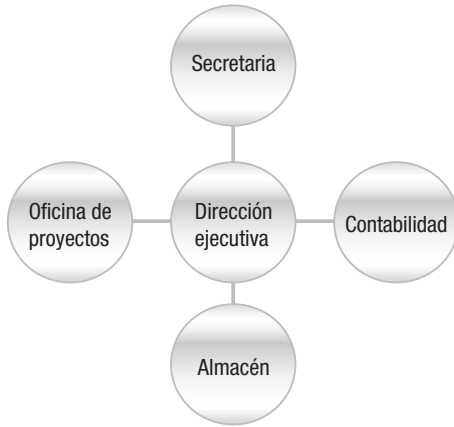 Secretaria
Oficina de
proyectos
Dirección
ejecutiva
Contabilidad
Almacén